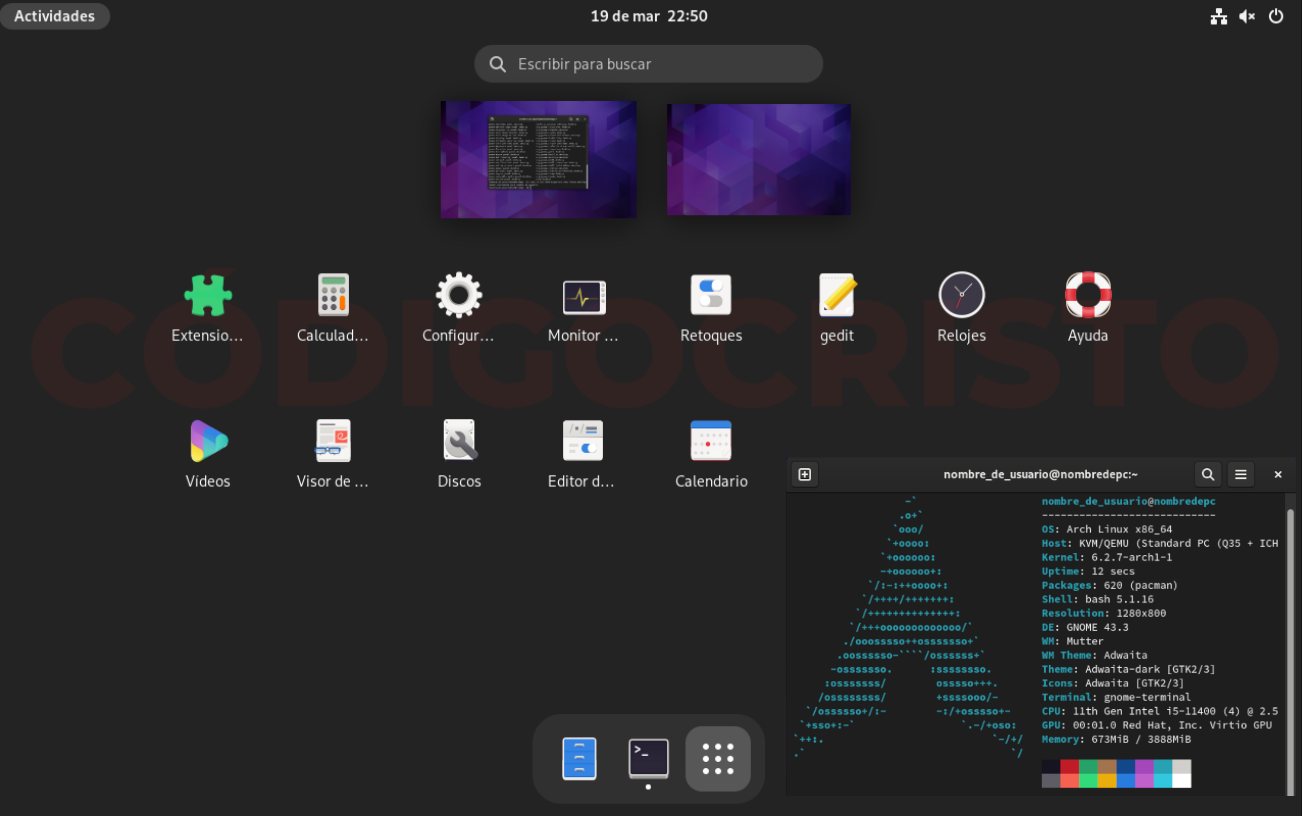 Actividades
19 de mar 22:50
Escribir para buscar
CÓDIGOCRISTO
Extensio...
Calculad...
Configur...
Monitor ...
Retoques
gedit
Relojes
Ayuda
Vídeos
Visor de ...
Discos
Editor d...
Calendario
nombre_de_usuario@nombredepc:~
nombre_de_usuario@nombredepc
----------------------------
OS: Arch Linux x86_64
Host: KVM/QEMU (Standard PC (Q35 + ICH
Kernel: 6.2.7-arch1-1
Uptime: 12 secs
Packages: 620 (pacman)
Shell: bash 5.1.16
Resolution: 1280x800
DE: GNOME 43.3
WM: Mutter
WM Theme: Adwaita
Theme: Adwaita-dark [GTK2/3]
Icons: Adwaita [GTK2/3]
Terminal: gnome-terminal
CPU: 11th Gen Intel i5-11400 (4) @ 2.5
GPU: 00:01.0 Red Hat, Inc. Virtio GPU
Memory: 673MiB / 3888MiB